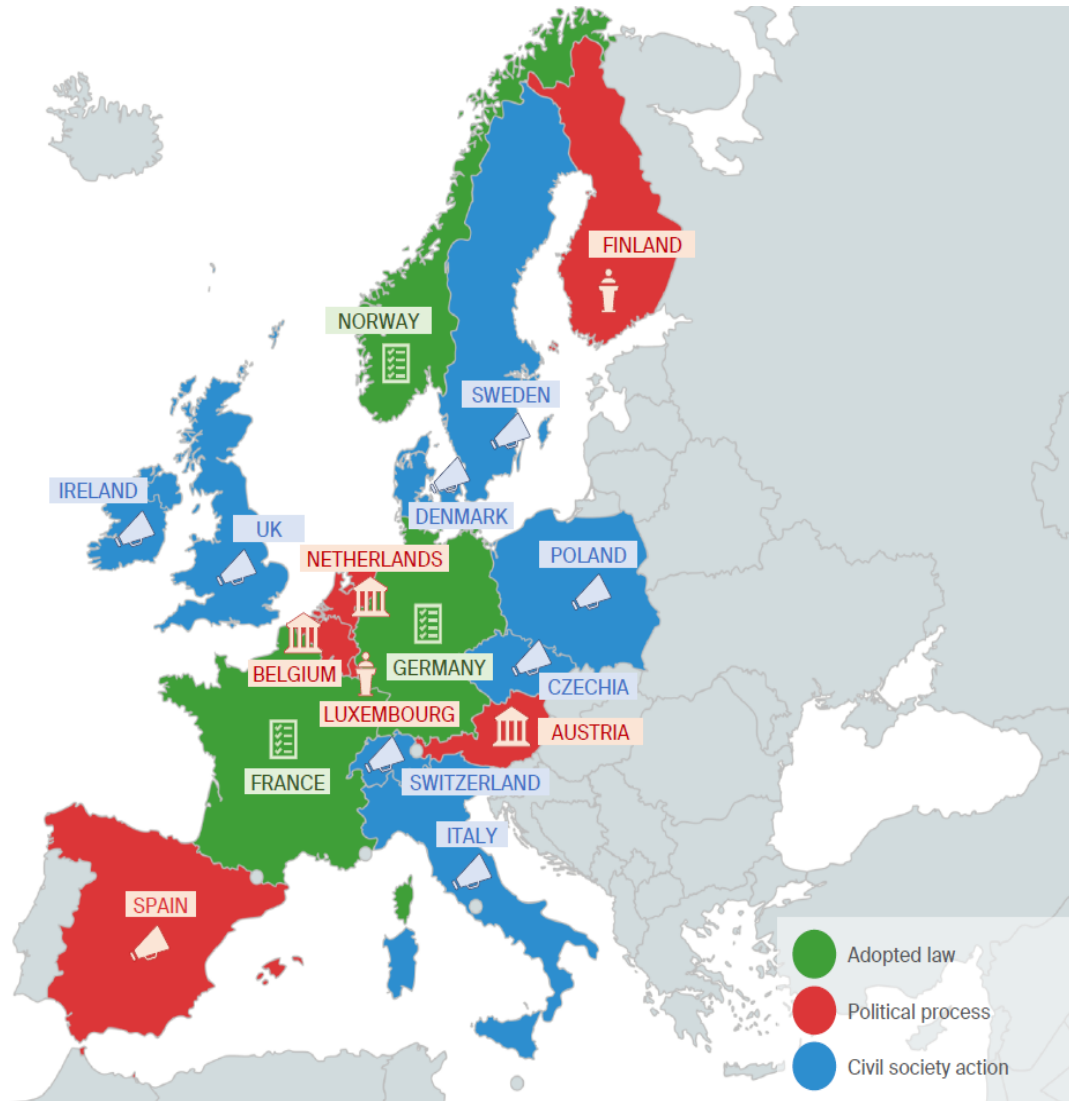 FINLAND
NORWAY
SWEDEN
IRELAND
DENMARK
UK
NETHERLANDS
POLAND
BELGIUM
GERMANY
CZECHIA
LUXEMBOURG
AUSTRIA
FRANCE
SWITZERLAND
ITALY
SPAIN
Adopted law
Political process
Civil society action